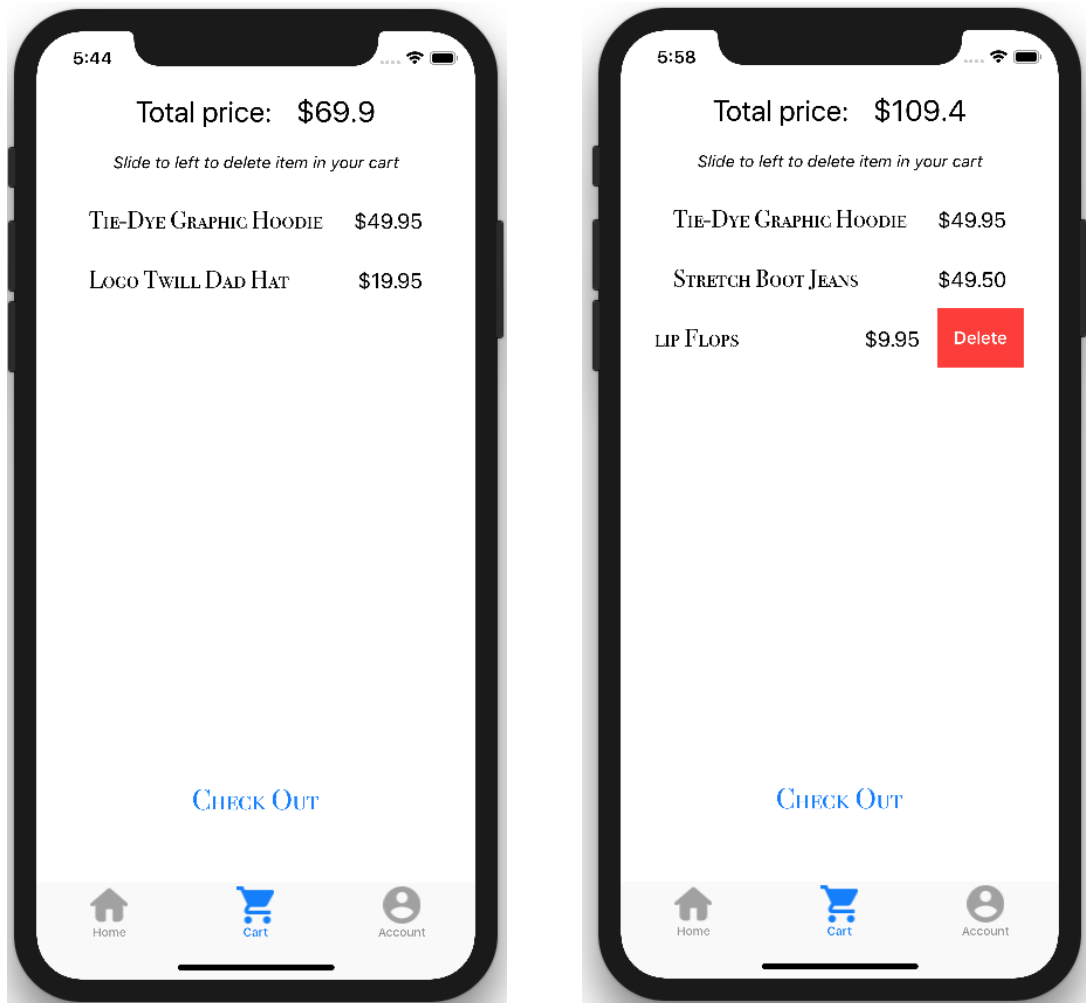 5:44
Total price: $69.9
Slide to left to delete item in your cart
Tie-Dye Graphic Hoodie $49.95
Loco Twill Dad Hat $19.95
Check Out
Home Cart Account
5:58
Total price: $109.4
Slide to left to delete item in your cart
Tie-Dye Graphic Hoodie $49.95
Stretch Boot Jeans $49.50
lip Flops $9.95 Delete
Check Out
Home Cart Account